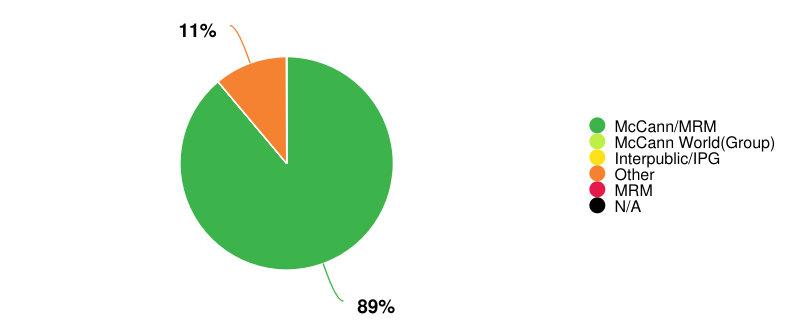 11%
McCann/MRM
McCann World(Group)
Interpublic/IPG
Other
MRM
N/A
89%